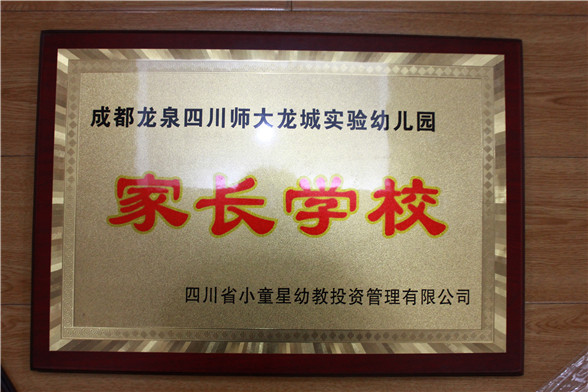 成都龙泉四川师大龙城实验幼儿园
家长学校
四川省小童星幼教投资管理有限公司